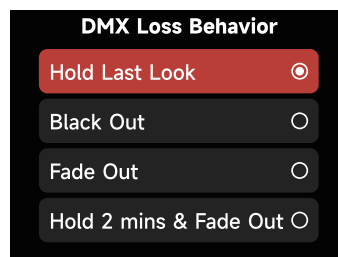 DMX Loss Behavior
Hold Last Look
Black Out
Fade Out
Hold 2 mins & Fade Out